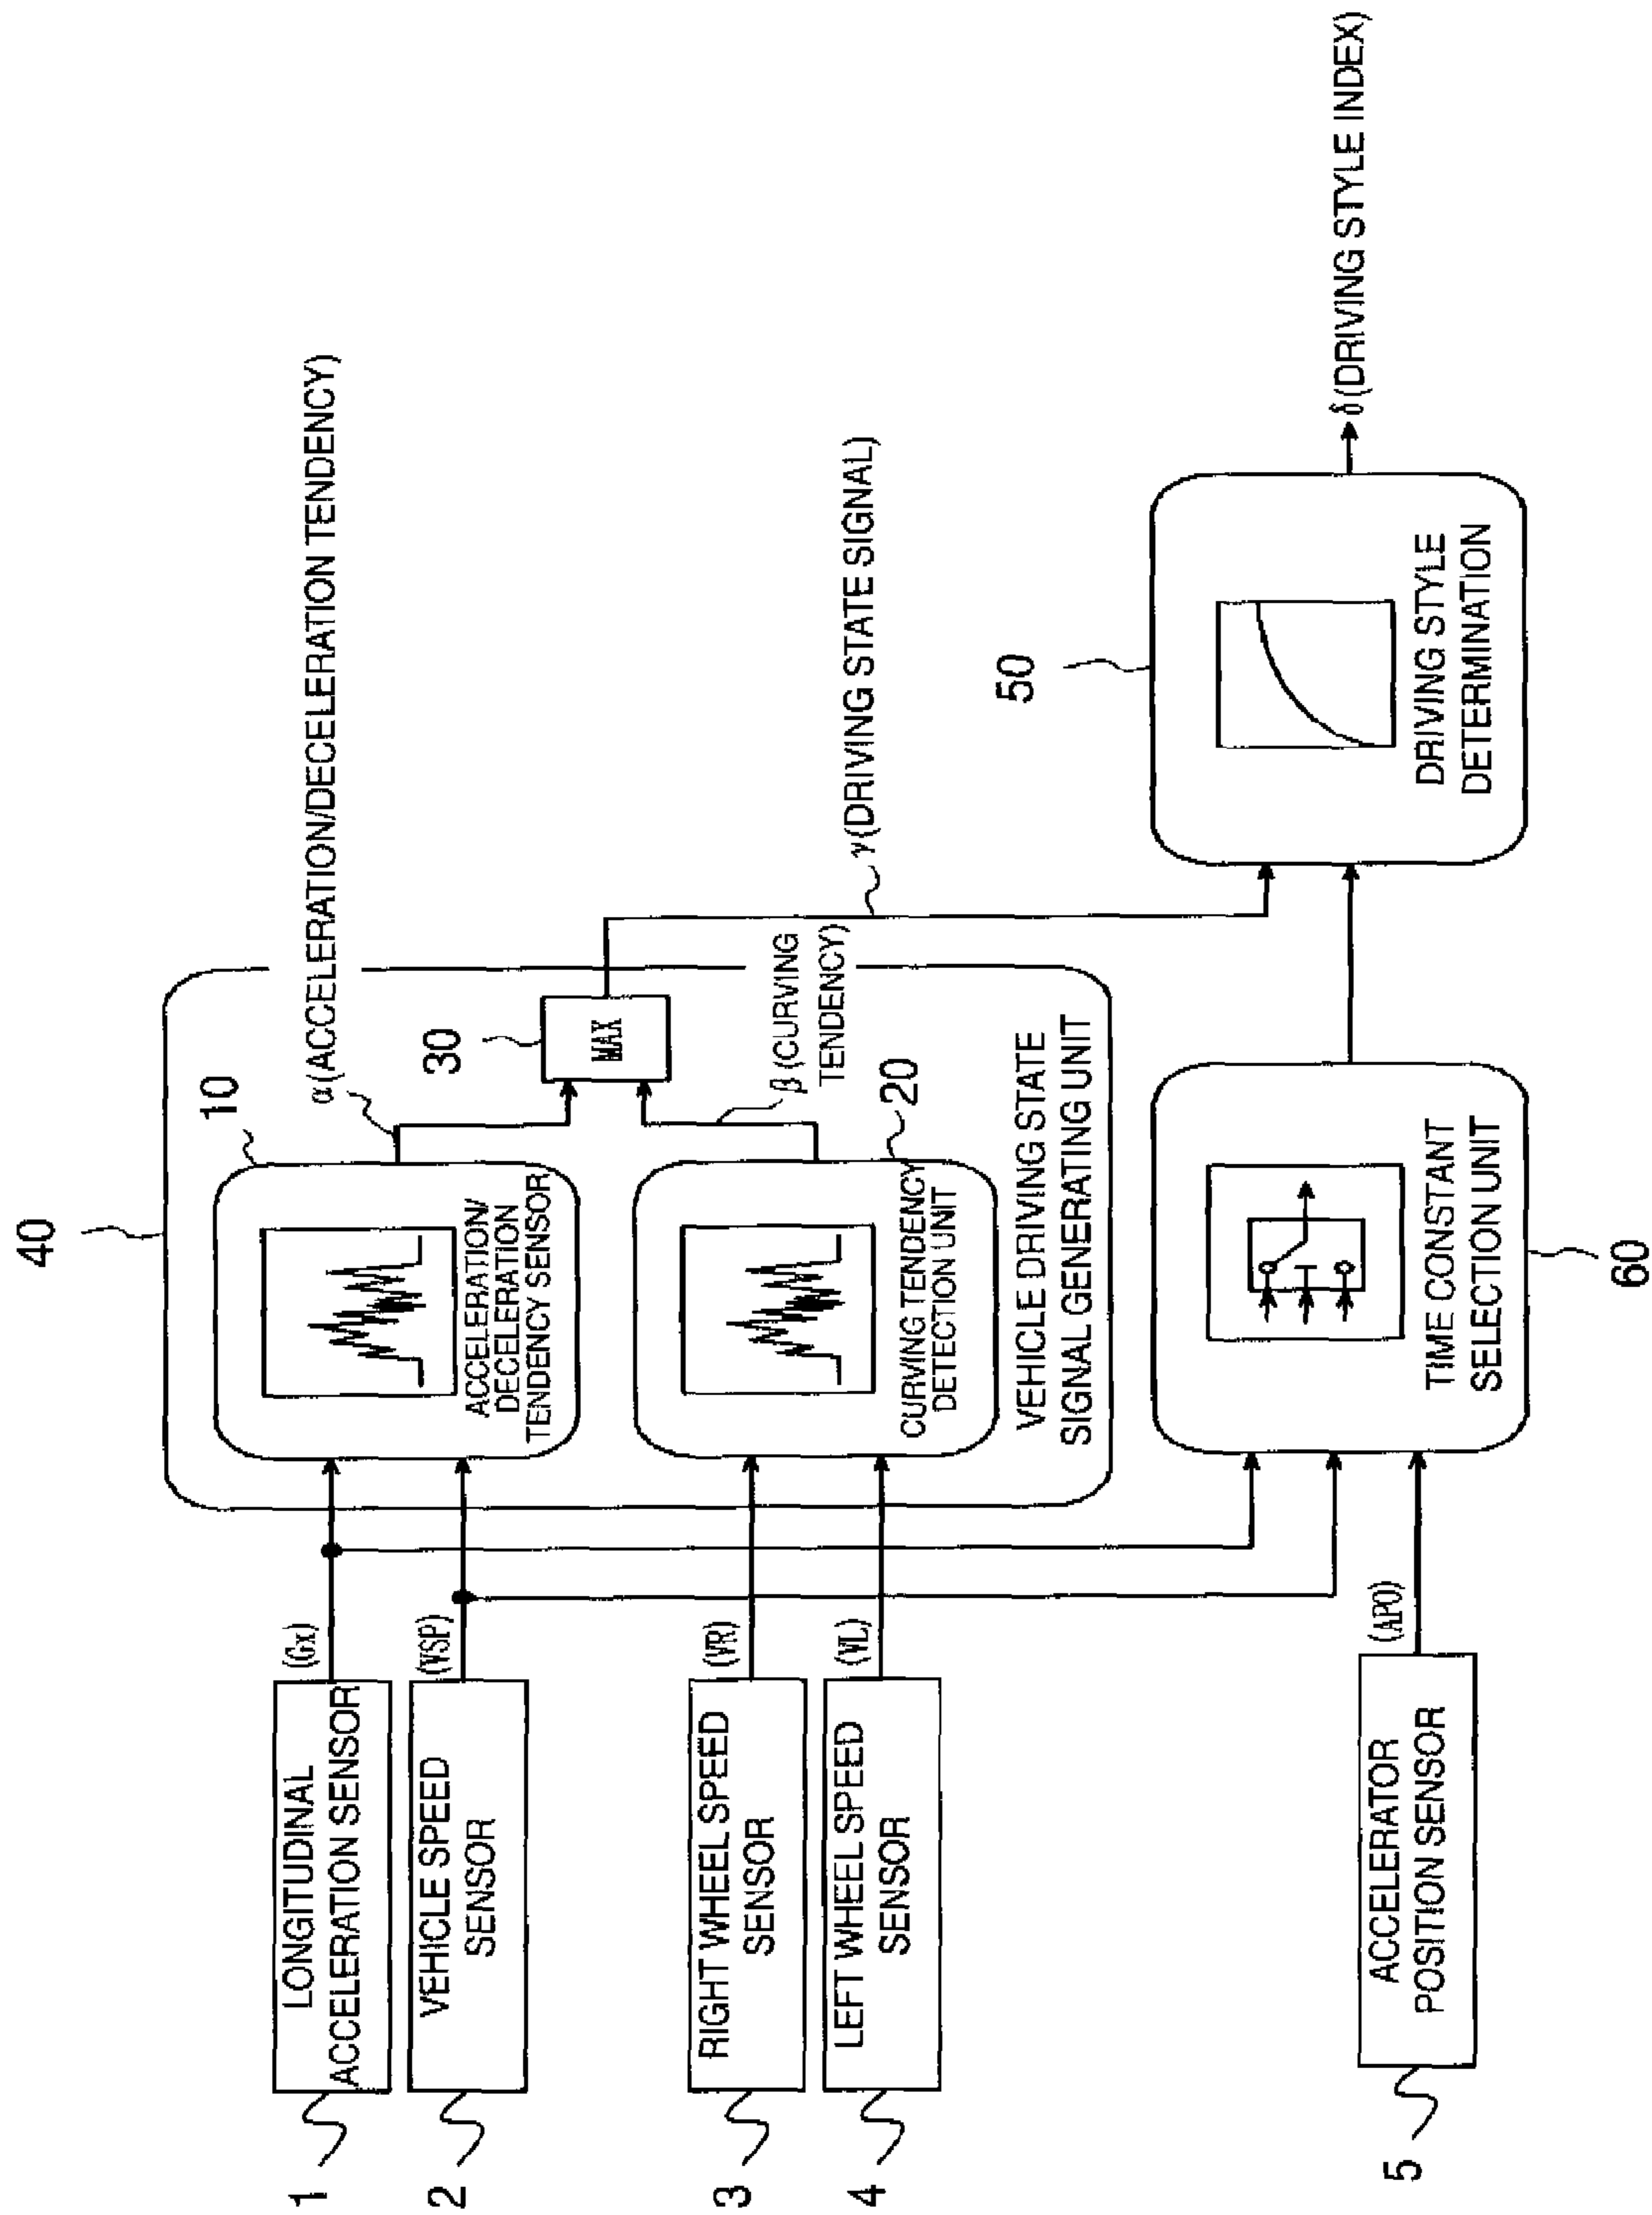 40
10
α(ACCELERATION/DECELERATION TENDENCY)
1
LONGITUDINAL
ACCELERATION SENSOR
(Gx)
2
VEHICLE SPEED
SENSOR
(VSP)
ACCELERATION/
DECELERATION
TENDENCY SENSOR
30
MAX
3
RIGHT WHEEL SPEED
SENSOR
(VR)
4
LEFT WHEEL SPEED
SENSOR
(VL)
β (CURVING
TENDENCY)
20
CURVING TENDENCY
DETECTION UNIT
γ(DRIVING STATE SIGNAL)
VEHICLE DRIVING STATE
SIGNAL GENERATING UNIT
50
DRIVING STYLE
DETERMINATION
δ(DRIVING STYLE INDEX)
5
ACCELERATOR
POSITION SENSOR
(APO)
TIME CONSTANT
SELECTION UNIT
60